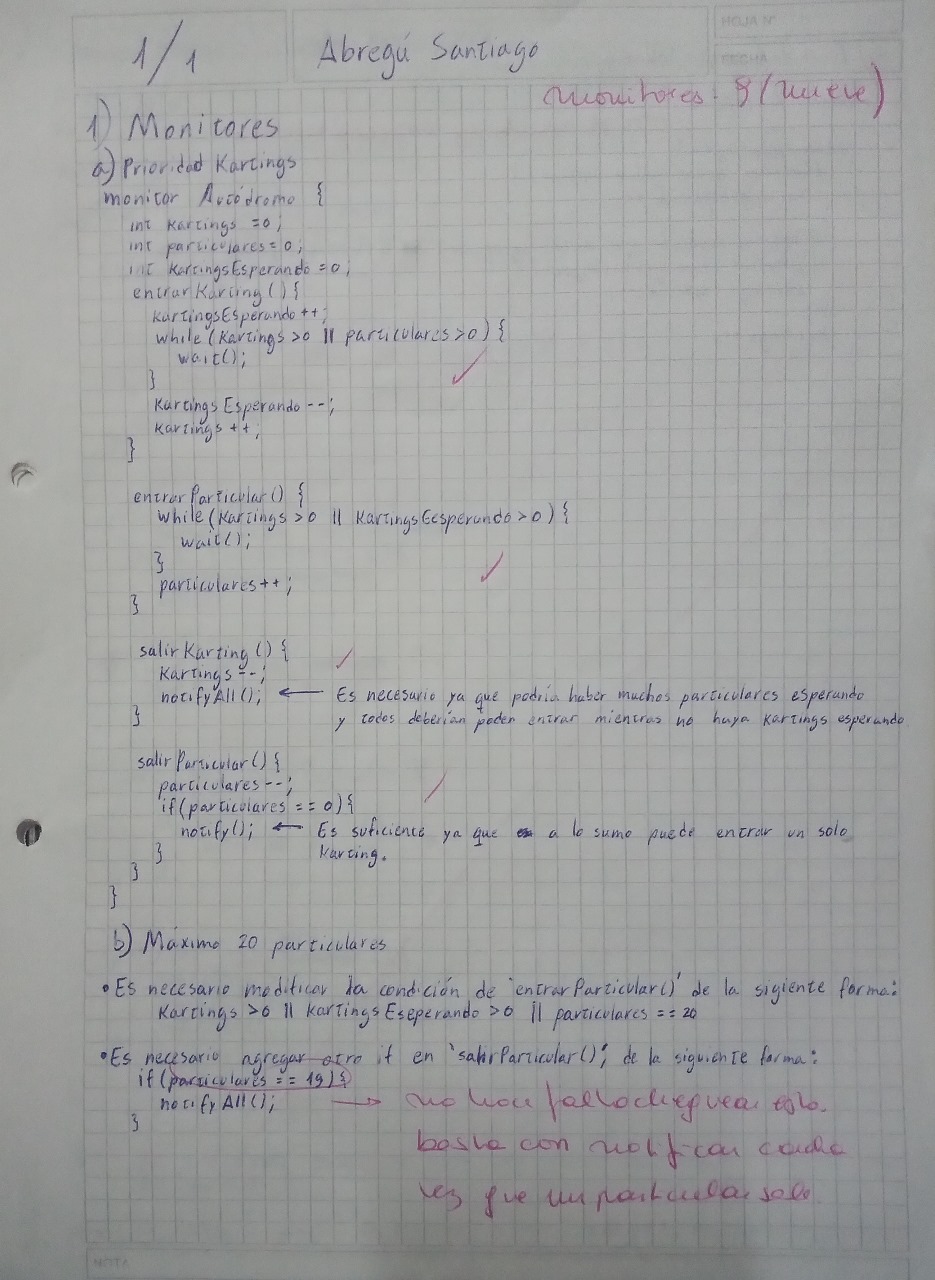 HOJA Nº
FECHA
1/1
Abregú Santiago
monitores: 9 (nueve)
1) Monitores
a) Prioridad Kartings
monitor Autódromo {
int kartings = 0;
int particulares = 0;
int kartingsEsperando = 0;
entrarKarting() {
kartingsEsperando ++;
while (kartings > 0 || particulares > 0) {
wait();
}
kartingsEsperando --;
kartings ++;
}
entrarParticular() {
while (kartings > 0 || kartingsEesperando > 0) {
wait();
}
particulares ++;
}
salirKarting() {
kartings --;
notifyAll(); ← Es necesario ya que podría haber muchos particulares esperando
y todos deberían poder entrar mientras no haya kartings esperando
}
salirParticular() {
particulares --;
if (particulares == 0) {
notify(); ← Es suficiente ya que a lo sumo puede entrar un solo
karting.
}
}
}
b) Máximo 20 particulares
• Es necesario modificar la condición de 'entrarParticular()' de la sigiente forma:
kartings > 0 || kartingsEseperando > 0 || particulares == 20
• Es necesario agregar otro if en 'salirParticular()', de la siguiente forma:
if (particulares == 19) {
notifyAll(); → no hace falta chequear esto.
basta con notificar cada
vez que un particular sale
}
NOTA